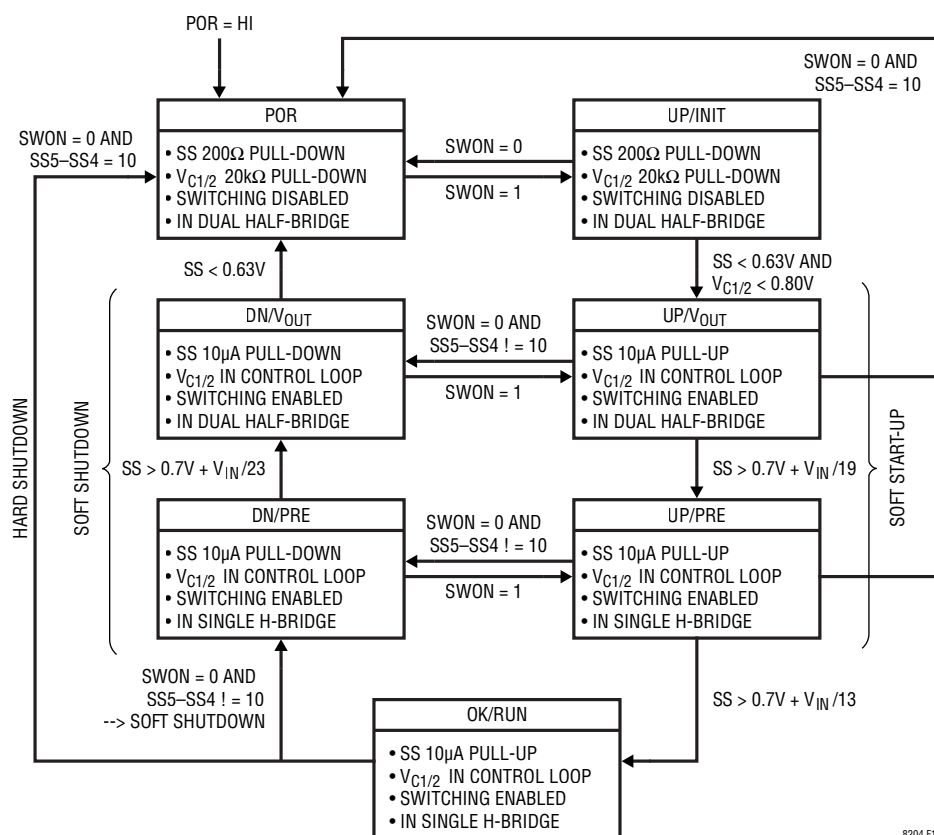 POR = HI
SWON = 0 AND
SS5–SS4 = 10
POR
• SS 200Ω PULL-DOWN
• VC1/2 20kΩ PULL-DOWN
• SWITCHING DISABLED
• IN DUAL HALF-BRIDGE
SWON = 0
SWON = 1
UP/INIT
• SS 200Ω PULL-DOWN
• VC1/2 20kΩ PULL-DOWN
• SWITCHING DISABLED
• IN DUAL HALF-BRIDGE
SWON = 0 AND
SS5–SS4 = 10
SS < 0.63V
SS < 0.63V AND
VC1/2 < 0.80V
DN/VOUT
• SS 10µA PULL-DOWN
• VC1/2 IN CONTROL LOOP
• SWITCHING ENABLED
• IN DUAL HALF-BRIDGE
SWON = 0 AND
SS5–SS4 ! = 10
SWON = 1
UP/VOUT
• SS 10µA PULL-UP
• VC1/2 IN CONTROL LOOP
• SWITCHING ENABLED
• IN DUAL HALF-BRIDGE
HARD SHUTDOWN
SOFT SHUTDOWN
SOFT START-UP
SS > 0.7V + VIN/23
SS > 0.7V + VIN/19
DN/PRE
• SS 10µA PULL-DOWN
• VC1/2 IN CONTROL LOOP
• SWITCHING ENABLED
• IN SINGLE H-BRIDGE
SWON = 0 AND
SS5–SS4 ! = 10
SWON = 1
UP/PRE
• SS 10µA PULL-UP
• VC1/2 IN CONTROL LOOP
• SWITCHING ENABLED
• IN SINGLE H-BRIDGE
SWON = 0 AND
SS5–SS4 ! = 10
--> SOFT SHUTDOWN
SS > 0.7V + VIN/13
OK/RUN
• SS 10µA PULL-UP
• VC1/2 IN CONTROL LOOP
• SWITCHING ENABLED
• IN SINGLE H-BRIDGE
8204